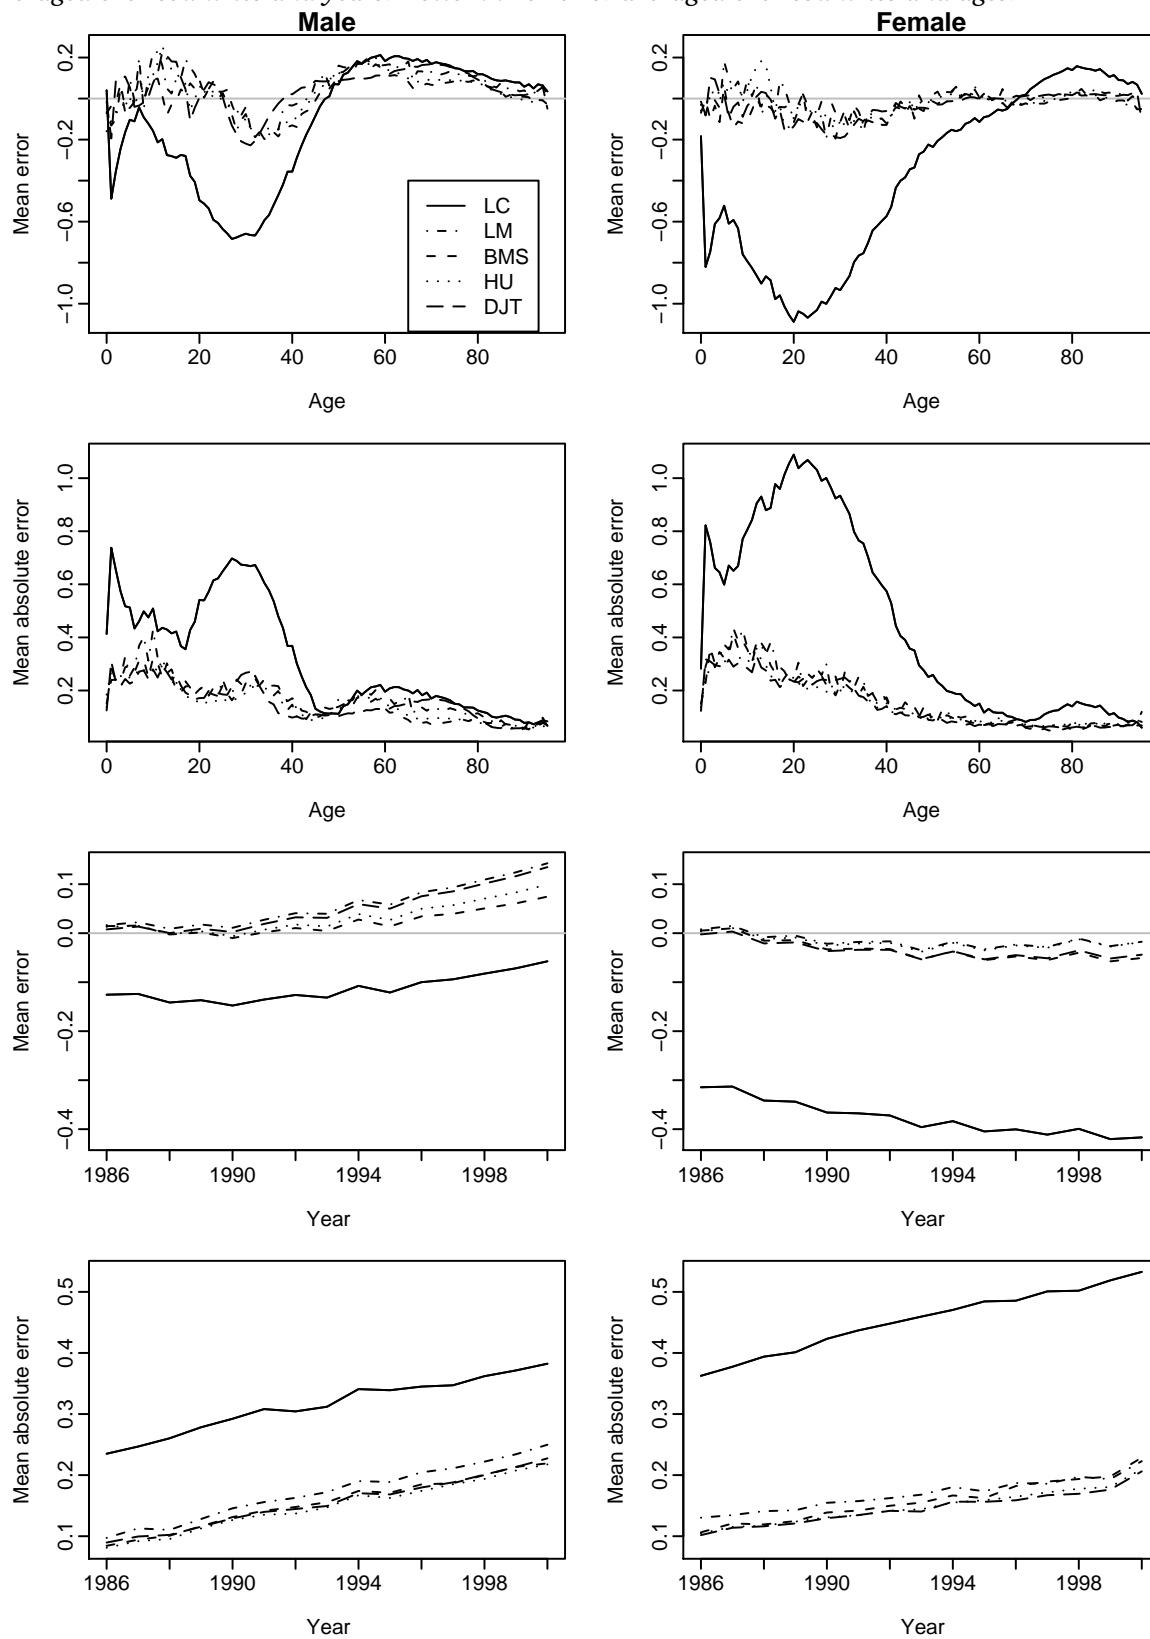 Male
Female
Mean error
0.2
−0.2
−0.6
−1.0
LC
LM
BMS
HU
DJT
0 20 40 60 80
Age
Mean error
0.2
−0.2
−0.6
−1.0
0 20 40 60 80
Age
Mean absolute error
1.0
0.8
0.6
0.4
0.2
0 20 40 60 80
Age
Mean absolute error
1.0
0.8
0.6
0.4
0.2
0 20 40 60 80
Age
Mean error
0.1
0.0
−0.2
−0.4
1986 1990 1994 1998
Year
Mean error
0.1
0.0
−0.2
−0.4
1986 1990 1994 1998
Year
Mean absolute error
0.5
0.4
0.3
0.2
0.1
1986 1990 1994 1998
Year
Mean absolute error
0.5
0.4
0.3
0.2
0.1
1986 1990 1994 1998
Year